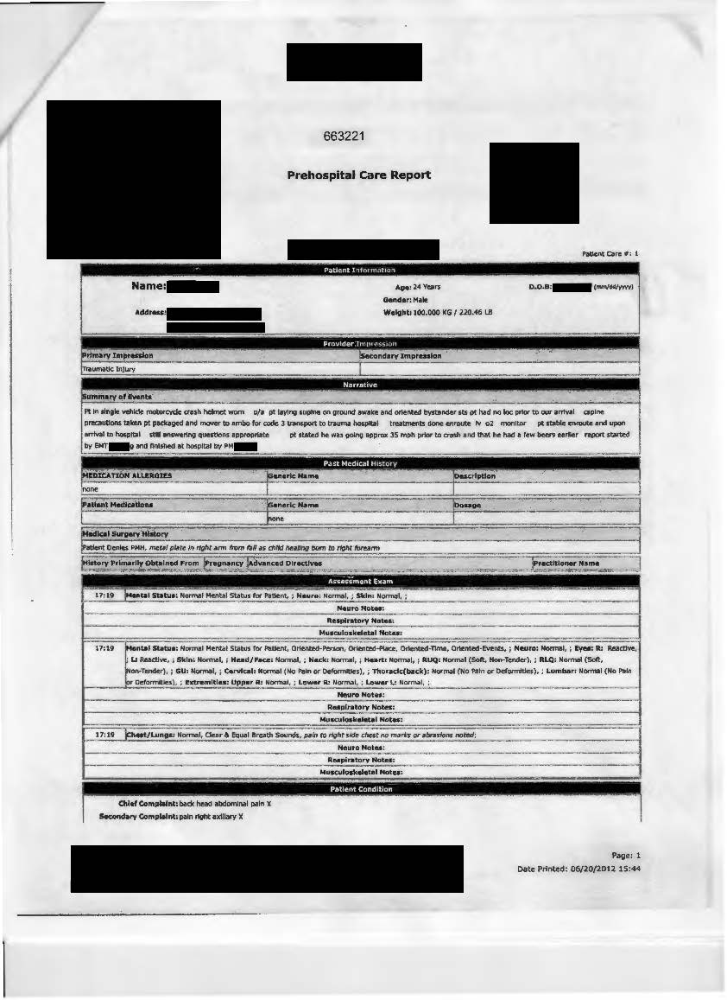 663221
Prehospital Care Report
Patient Care #: 1
Patient Information
Name:
Age: 24 Years
D.O.B: (mm/dd/yyyy)
Gender: Male
Address:
Weight: 100.000 KG / 220.46 LB
Provider Impression
Primary Impression Secondary Impression
Traumatic Injury
Narrative
Summary of Events
Pt in single vehicle motorcycle crash helmet worn o/a pt laying supine on ground awake and oriented bystander sts pt had no loc prior to our arrival cspine
precautions taken pt packaged and mover to ambo for code 3 transport to trauma hospital treatments done enroute iv o2 monitor pt stable enroute and upon
arrival to hospital still answering questions appropriate pt stated he was going approx 35 mph prior to crash and that he had a few beers earlier report started
by EMT g and finished at hospital by PM
Past Medical History
MEDICATION ALLERGIES Generic Name Description
none
Patient Medications Generic Name Dosage
none
Medical Surgery History
Patient Denies PMH, metal plate in right arm from fall as child healing burn to right forearm
History Primarily Obtained From Pregnancy Advanced Directives Practitioner Name
Assessment Exam
17:19 Mental Status: Normal Mental Status for Patient, ; Neuro: Normal, ; Skin: Normal, ;
Neuro Notes:
Respiratory Notes:
Musculoskeletal Notes:
17:19 Mental Status: Normal Mental Status for Patient, Oriented-Person, Oriented-Place, Oriented-Time, Oriented-Events, ; Neuro: Normal, ; Eyes: R: Reactive,
; L: Reactive, ; Skin: Normal, ; Head/Face: Normal, ; Neck: Normal, ; Heart: Normal, ; RUQ: Normal (Soft, Non-Tender), ; RLQ: Normal (Soft,
Non-Tender), ; GU: Normal, ; Cervical: Normal (No Pain or Deformities), ; Thoracic(back): Normal (No Pain or Deformities), ; Lumbar: Normal (No Pain
or Deformities), ; Extremities: Upper R: Normal, ; Lower R: Normal, ; Lower L: Normal, ;
Neuro Notes:
Respiratory Notes:
Musculoskeletal Notes:
17:19 Chest/Lungs: Normal, Clear & Equal Breath Sounds, pain to right side chest no marks or abrasions noted;
Neuro Notes:
Respiratory Notes:
Musculoskeletal Notes:
Patient Condition
Chief Complaint: back head abdominal pain X
Secondary Complaint: pain right axillary X
Page: 1
Date Printed: 06/20/2012 15:44